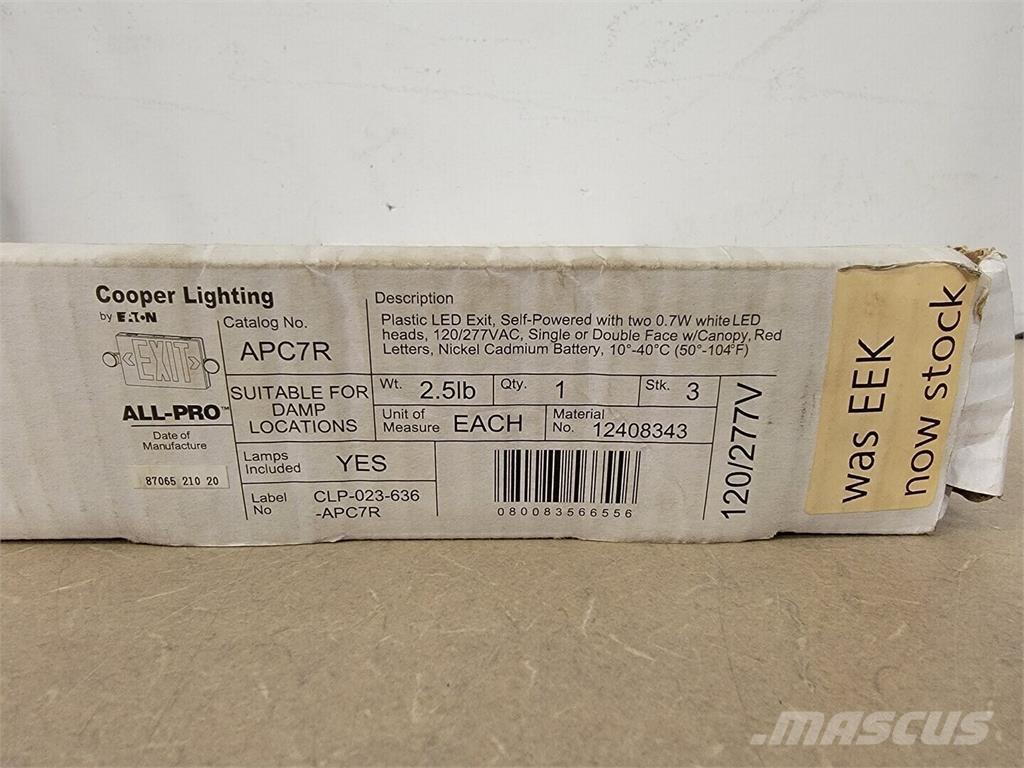 Cooper Lighting
by EATON
EXIT
ALL-PRO™
Date of
Manufacture
87065 210 20
Catalog No.
APC7R
SUITABLE FOR
DAMP
LOCATIONS
Lamps
Included YES
Label
No
CLP-023-636
-APC7R
Description
Plastic LED Exit, Self-Powered with two 0.7W white LED
heads, 120/277VAC, Single or Double Face w/Canopy, Red
Letters, Nickel Cadmium Battery, 10°-40°C (50°-104°F)
Wt. 2.5lb Qty. 1 Stk. 3
Unit of
Measure EACH
Material
No. 12408343
080083566556
120/277V
was EEK
now stock
MASCUS